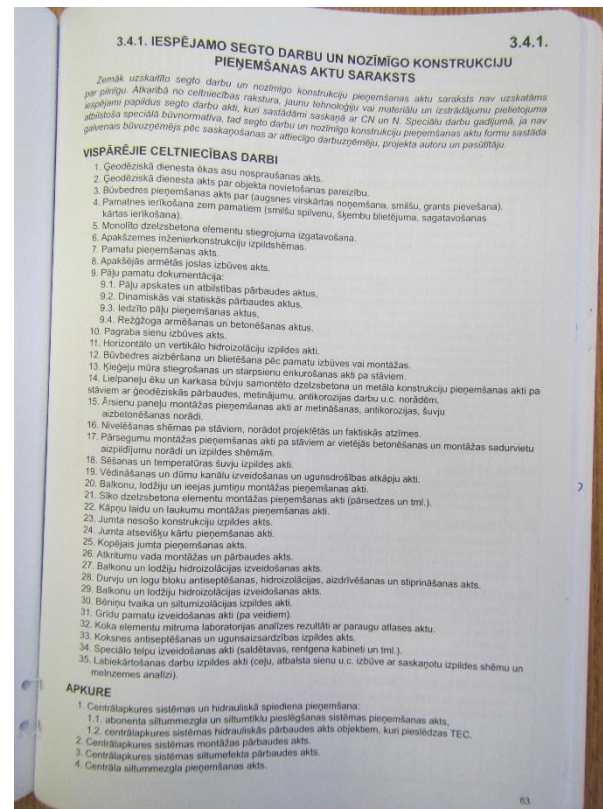 3.4.1.
3.4.1. IESPĒJAMO SEGTO DARBU UN NOZĪMĪGO KONSTRUKCIJU
PIEŅEMŠANAS AKTU SARAKSTS
Zemāk uzskaitīto segto darbu un nozīmīgo konstrukciju pieņemšanas aktu saraksts nav uzskatāms
par pilnīgu. Atkarībā no celtniecības rakstura, jaunu tehnoloģiju vai materiālu un izstrādājumu pielietojuma
iespējami papildus segto darbu akti, kuri sastādāmi saskaņā ar CN un N. Speciālu darbu gadījumā, ja nav
atbilstoša speciālā būvnormatīva, tad segto darbu un nozīmīgo konstrukciju pieņemšanas aktu formu sastāda
galvenais būvuzņēmējs pēc saskaņošanas ar attiecīgo darbuzņēmēju, projekta autoru un pasūtītāju.
VISPĀRĒJIE CELTNIECĪBAS DARBI
1. Ģeodēziskā dienesta ēkas asu nospraušanas akts.
2. Ģeodēziskā dienesta akts par objekta novietošanas pareizību.
3. Būvbedres pieņemšanas akts par (augsnes virskārtas noņemšana, smilšu, grants pievešana).
4. Pamatnes ierīkošana zem pamatiem (smilšu spilvenu, šķembu blietējuma, sagatavošanas
kārtas ierīkošana).
5. Monolīto dzelzsbetona elementu stiegrojuma izgatavošana.
6. Apakšzemes inženierkonstrukciju izpildshēmas.
7. Pamatu pieņemšanas akts.
8. Apakšējās armētās joslas izbūves akts.
9. Pāļu pamatu dokumentācija:
9.1. Pāļu apskates un atbilstības pārbaudes aktus,
9.2. Dinamiskās vai statiskās pārbaudes aktus,
9.3. Iedzīto pāļu pieņemšanas aktus,
9.4. Režģoga armēšanas un betonēšanas aktus.
10. Pagraba sienu izbūves akts.
11. Horizontālo un vertikālo hidroizolāciju izpildes akti.
12. Būvbedres aizbēršana un blietēšana pēc pamatu izbūves vai montāžas.
13. Ķieģeļu mūra stiegrošanas un starpsienu enkurošanas akti pa stāviem.
14. Lielpaneļu ēku un karkasa būvju samontēto dzelzsbetona un metāla konstrukciju pieņemšanas akti pa
stāviem ar ģeodēziskās pārbaudes, metinājumu, antikorozijas darbu u.c. norādēm.
15. Ārsienu paneļu montāžas pieņemšanas akti ar metināšanas, antikorozijas, šuvju
aizbetonēšanas norādi.
16. Nivelēšanas shēmas pa stāviem, norādot projektētās un faktiskās atzīmes.
17. Pārsegumu montāžas pieņemšanas akti pa stāviem ar vietējās betonēšanas un montāžas sadurvietu
aizpildījumu norādi un izpildes shēmām.
18. Sēšanas un temperatūras šuvju izpildes akti.
19. Vēdināšanas un dūmu kanālu izveidošanas un ugunsdrošības atkāpju akti.
20. Balkonu, lodžiju un ieejas jumtiņu montāžas pieņemšanas akti.
21. Sīko dzelzsbetona elementu montāžas pieņemšanas akti (pārsedzes un tml.).
22. Kāpņu laidu un laukumu montāžas pieņemšanas akti.
23. Jumta nesošo konstrukciju izpildes akts.
24. Jumta atsevišķu kārtu pieņemšanas akti.
25. Kopējais jumta pieņemšanas akts.
26. Atkritumu vada montāžas un pārbaudes akts.
27. Balkonu un lodžiju hidroizolācijas izveidošanas akts.
28. Durvju un logu bloku antiseptēšanas, hidroizolācijas, aizdrīvēšanas un stiprināšanas akts.
29. Balkonu un lodžiju hidroizolācijas izveidošanas akts.
30. Bēniņu tvaika un siltumizolācijas izpildes akti.
31. Grīdu pamatu izveidošanas akti (pa veidiem).
32. Koka elementu mitruma laboratorijas analīzes rezultāti ar paraugu atlases aktu.
33. Koksnes antiseptēšanas un ugunsaizsardzības izpildes akts.
34. Speciālo telpu izveidošanas akti (saldētavas, rentgena kabineti un tml.).
35. Labiekārtošanas darbu izpildes akti (ceļu, atbalsta sienu u.c. izbūve ar saskaņotu izpildes shēmu un
melnzemes analīzi).
APKURE
1. Centrālapkures sistēmas un hidrauliskā spiediena pieņemšana:
1.1. abonenta siltummezgla un siltumtīklu pieslēgšanas sistēmas pieņemšanas akts,
1.2. centrālapkures sistēmas hidrauliskās pārbaudes akts objektiem, kuri pieslēdzas TEC.
2. Centrālapkures sistēmas montāžas pārbaudes akts.
3. Centrālapkures sistēmas siltumefekta pārbaudes akts.
4. Centrāla siltummezgla pieņemšanas akts.
63